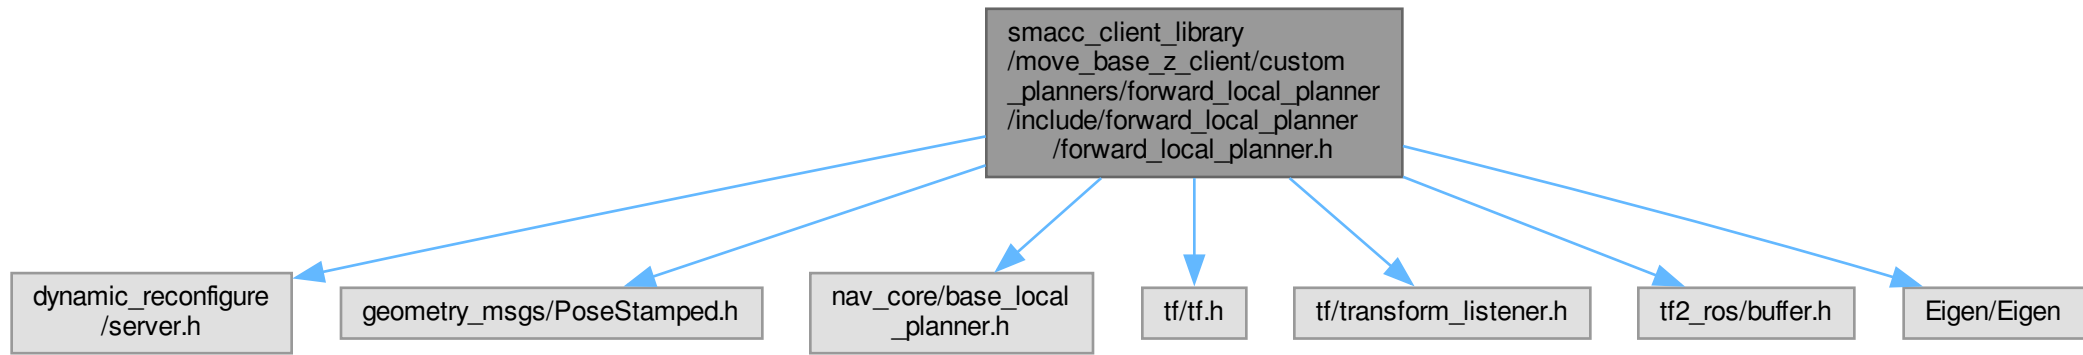 smacc_client_library
/move_base_z_client/custom
_planners/forward_local_planner
/include/forward_local_planner
/forward_local_planner.h
dynamic_reconfigure
/server.h
geometry_msgs/PoseStamped.h
nav_core/base_local
_planner.h
tf/tf.h
tf/transform_listener.h
tf2_ros/buffer.h
Eigen/Eigen